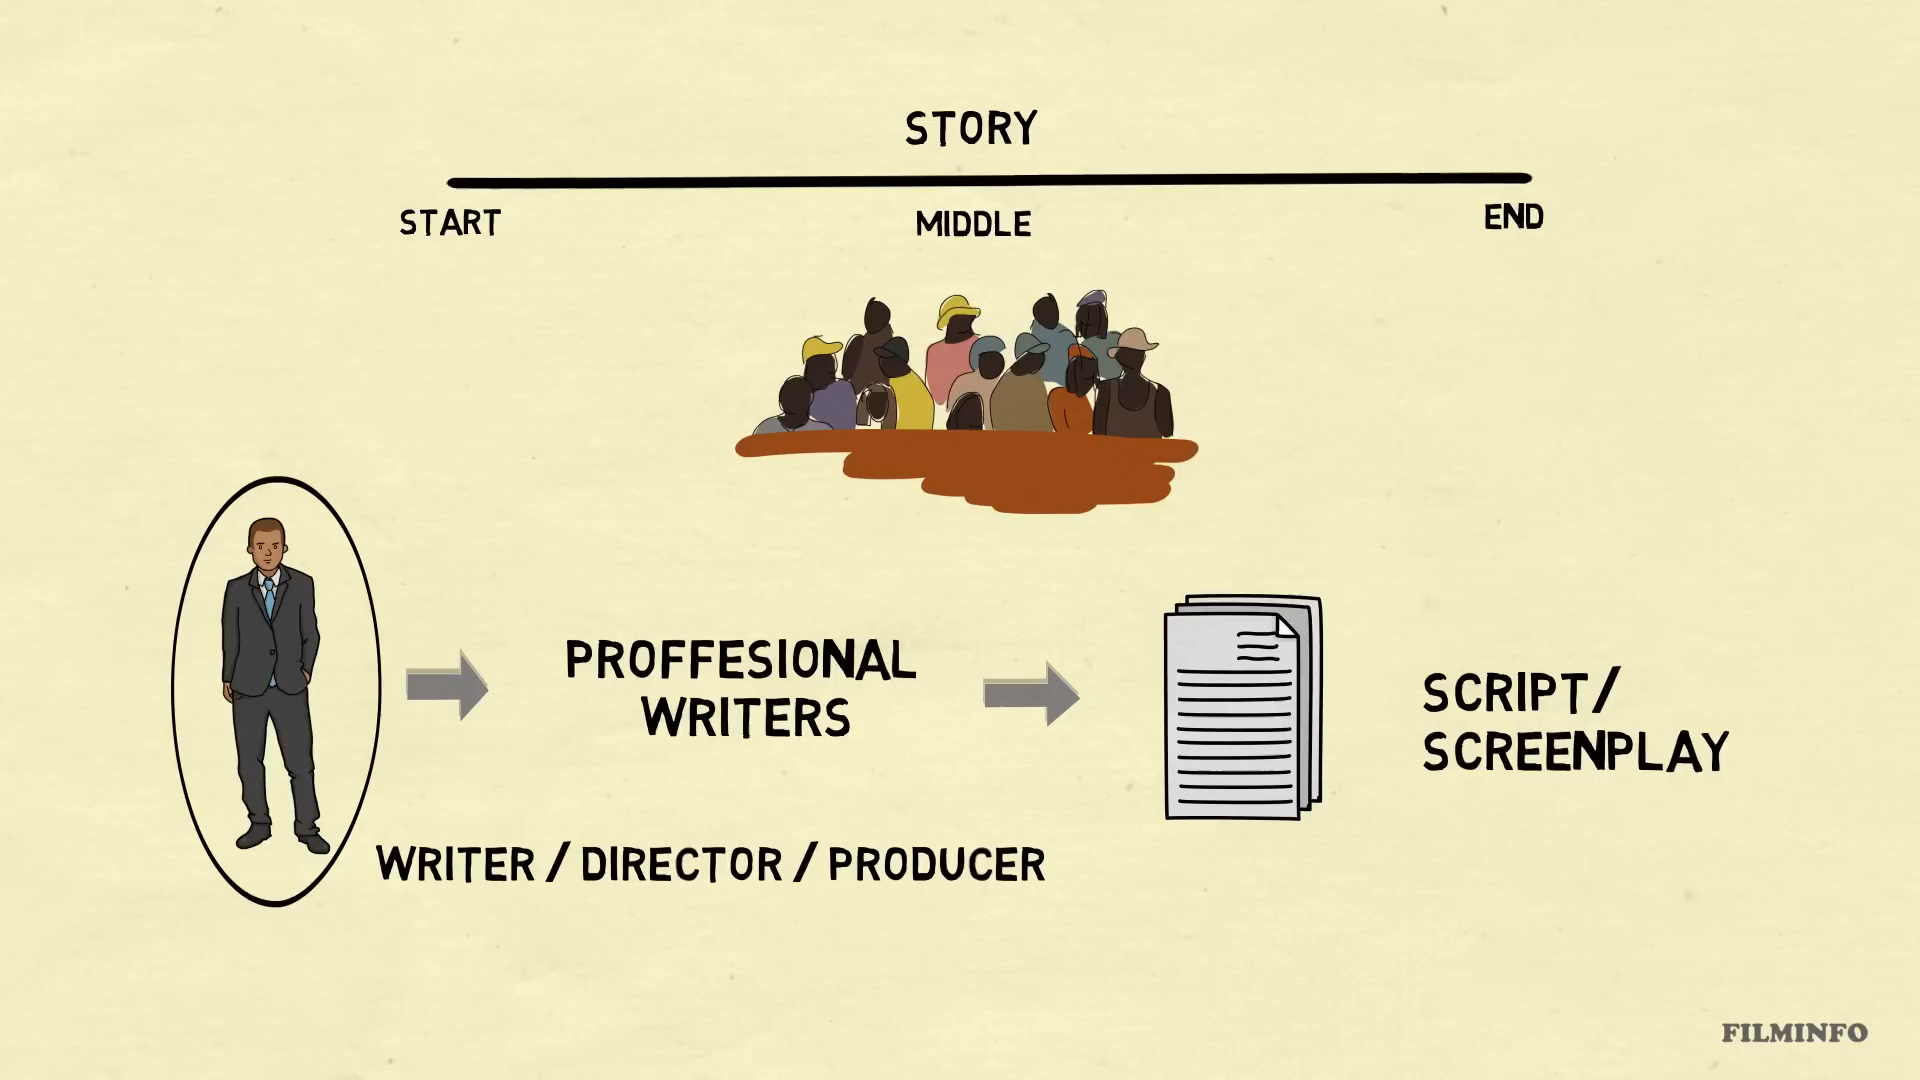 STORY
START MIDDLE END
PROFFESIONAL
WRITERS
SCRIPT/
SCREENPLAY
WRITER / DIRECTOR / PRODUCER
FILMINFO